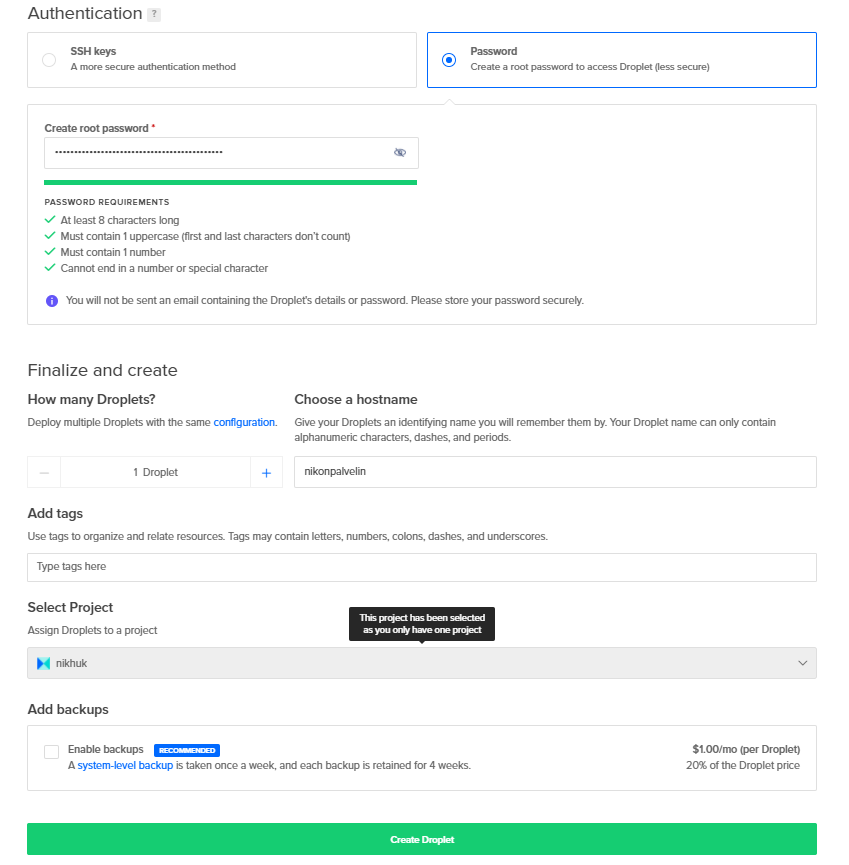 Authentication ?
SSH keys
A more secure authentication method
Password
Create a root password to access Droplet (less secure)
Create root password *
PASSWORD REQUIREMENTS
At least 8 characters long
Must contain 1 uppercase (first and last characters don't count)
Must contain 1 number
Cannot end in a number or special character
You will not be sent an email containing the Droplet's details or password. Please store your password securely.
Finalize and create
How many Droplets?
Deploy multiple Droplets with the same configuration.
1 Droplet
Choose a hostname
Give your Droplets an identifying name you will remember them by. Your Droplet name can only contain
alphanumeric characters, dashes, and periods.
nikonpalvelin
Add tags
Use tags to organize and relate resources. Tags may contain letters, numbers, colons, dashes, and underscores.
Type tags here
Select Project
Assign Droplets to a project
This project has been selected
as you only have one project
nikhuk
Add backups
Enable backups RECOMMENDED
A system-level backup is taken once a week, and each backup is retained for 4 weeks.
$1.00/mo (per Droplet)
20% of the Droplet price
Create Droplet